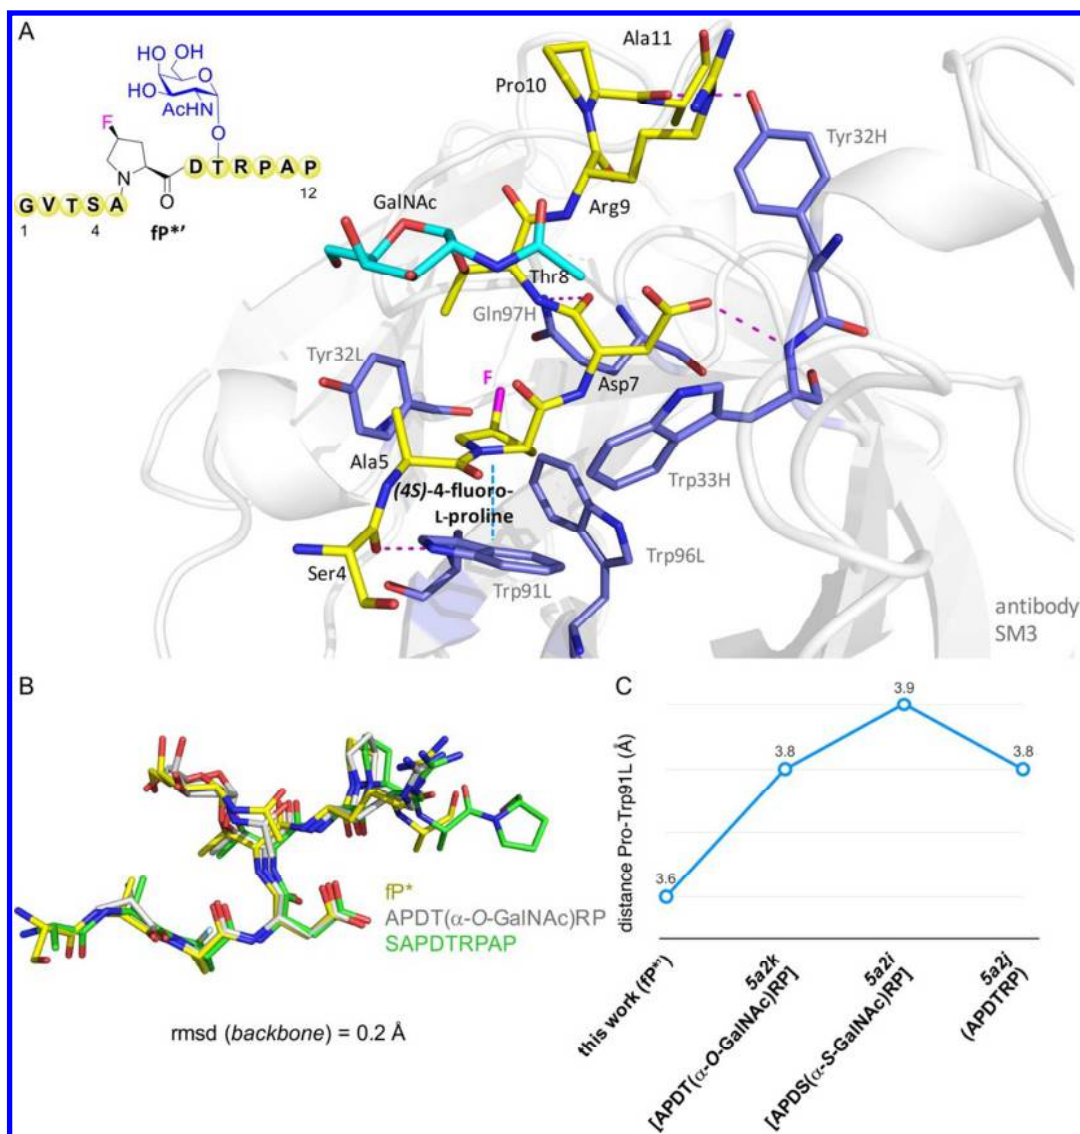 A
HO
OH
O
HO
AcHN
O
F
N
O
D T R P A P
12
G V T S A
1
4
fP*'
Ala11
Pro10
Tyr32H
GalNAc
Arg9
Thr8
Gln97H
Tyr32L
F
Asp7
Ala5
(4S)-4-fluoro-
L-proline
Trp33H
Ser4
Trp91L
Trp96L
antibody
SM3
B
fP*
APDT(α-O-GalNAc)RP
SAPDTRPAP
rmsd (backbone) = 0.2 Å
C
distance Pro-Trp91L (Å)
3.6
3.8
3.9
3.8
this work (fP*')
5a2k
[APDT(α-O-GalNAc)RP]
5a2i
[APDS(α-S-GalNAc)RP]
5a2j
(APDTRP)